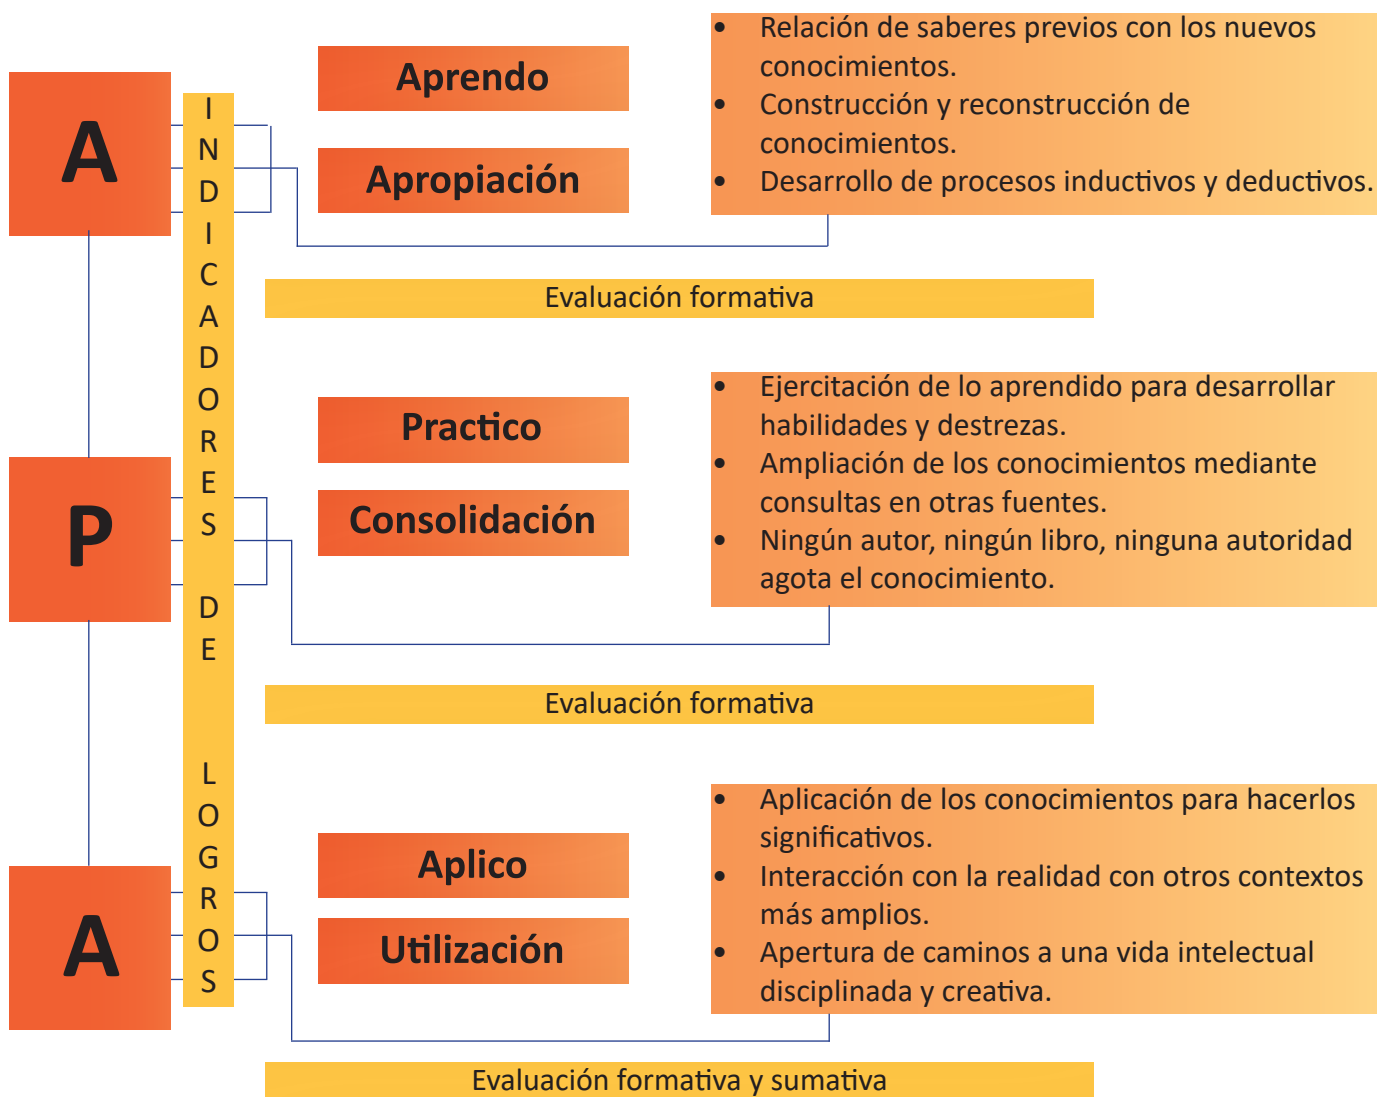 A
INDICADORES DE LOGROS
Aprendo
Apropiación
• Relación de saberes previos con los nuevos
conocimientos.
• Construcción y reconstrucción de
conocimientos.
• Desarrollo de procesos inductivos y deductivos.
Evaluación formativa
P
Practico
Consolidación
• Ejercitación de lo aprendido para desarrollar
habilidades y destrezas.
• Ampliación de los conocimientos mediante
consultas en otras fuentes.
• Ningún autor, ningún libro, ninguna autoridad
agota el conocimiento.
Evaluación formativa
A
Aplico
Utilización
• Aplicación de los conocimientos para hacerlos
significativos.
• Interacción con la realidad con otros contextos
más amplios.
• Apertura de caminos a una vida intelectual
disciplinada y creativa.
Evaluación formativa y sumativa